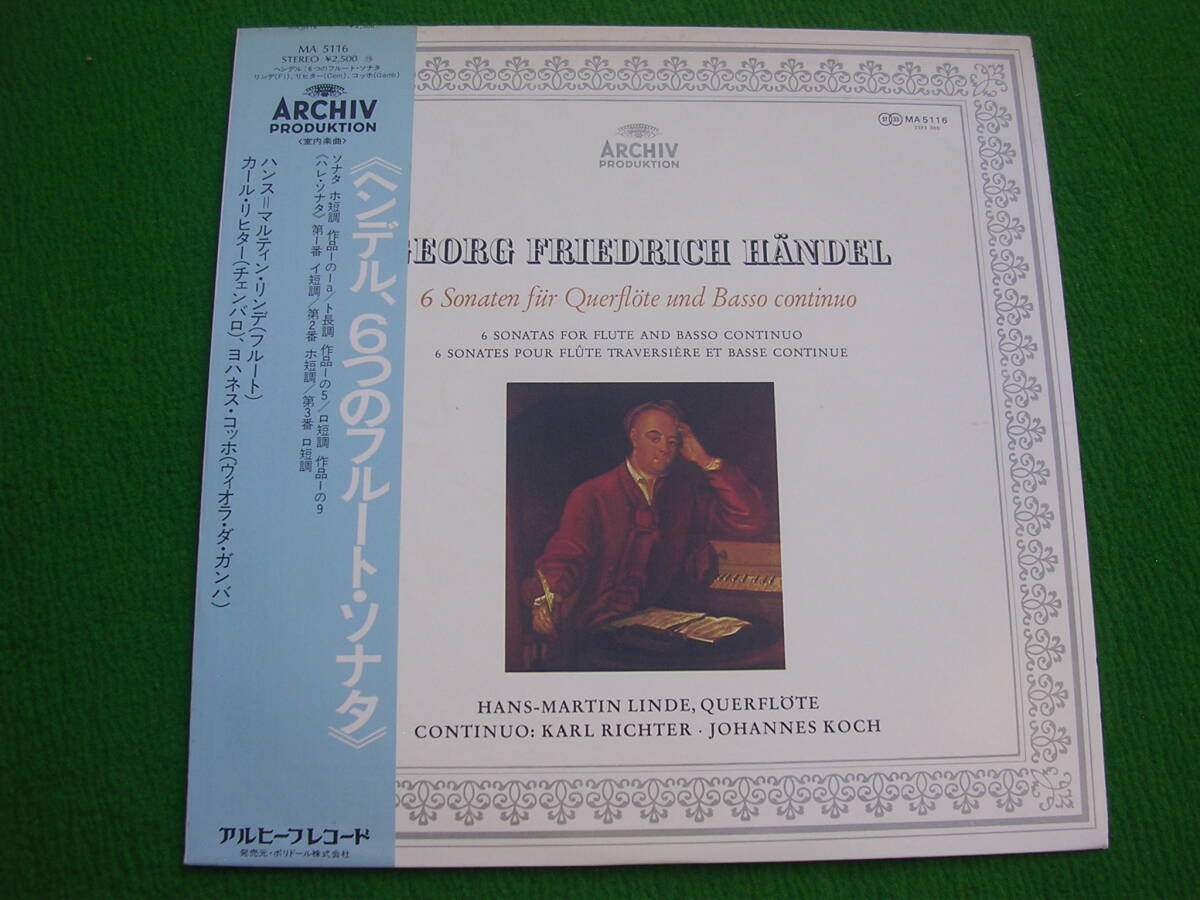 MA 5116
STEREO ¥2,500
ヘンデル:6つのフルート・ソナタ
リンデ(Fl)、リヒター(Cem)、コッホ(Gamb)
ARCHIV
PRODUKTION
〈室内楽曲〉
《ヘンデル、6つのフルート・ソナタ》
ソナタ ホ短調 作品1の1a/ト長調 作品1の5/ロ短調 作品1の9
《ハレ・ソナタ》第1番 イ短調/第2番 ホ短調/第3番 ロ短調
ハンス=マルティン・リンデ(フルート)
カール・リヒター(チェンバロ)、ヨハネス・コッホ(ヴィオラ・ダ・ガンバ)
アルヒーフレコード
発売元・ポリドール株式会社
ST 33 MA 5116
ARCHIV
PRODUKTION
GEORG FRIEDRICH HÄNDEL
6 Sonaten für Querflöte und Basso continuo
6 SONATAS FOR FLUTE AND BASSO CONTINUO
6 SONATES POUR FLÛTE TRAVERSIÈRE ET BASSE CONTINUE
HANS-MARTIN LINDE, QUERFLÖTE
CONTINUO: KARL RICHTER · JOHANNES KOCH